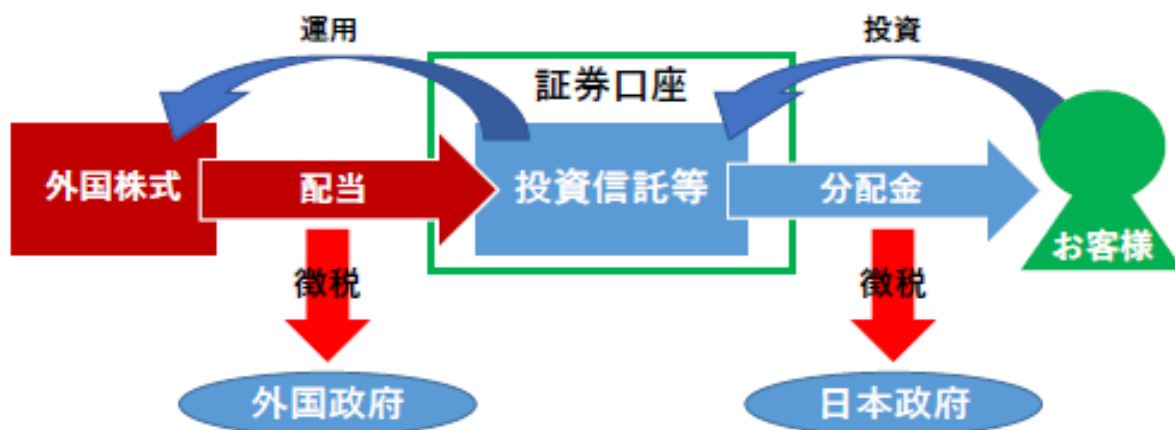 運用
投資
証券口座
外国株式
配当
投資信託等
分配金
お客様
徴税
徴税
外国政府
日本政府